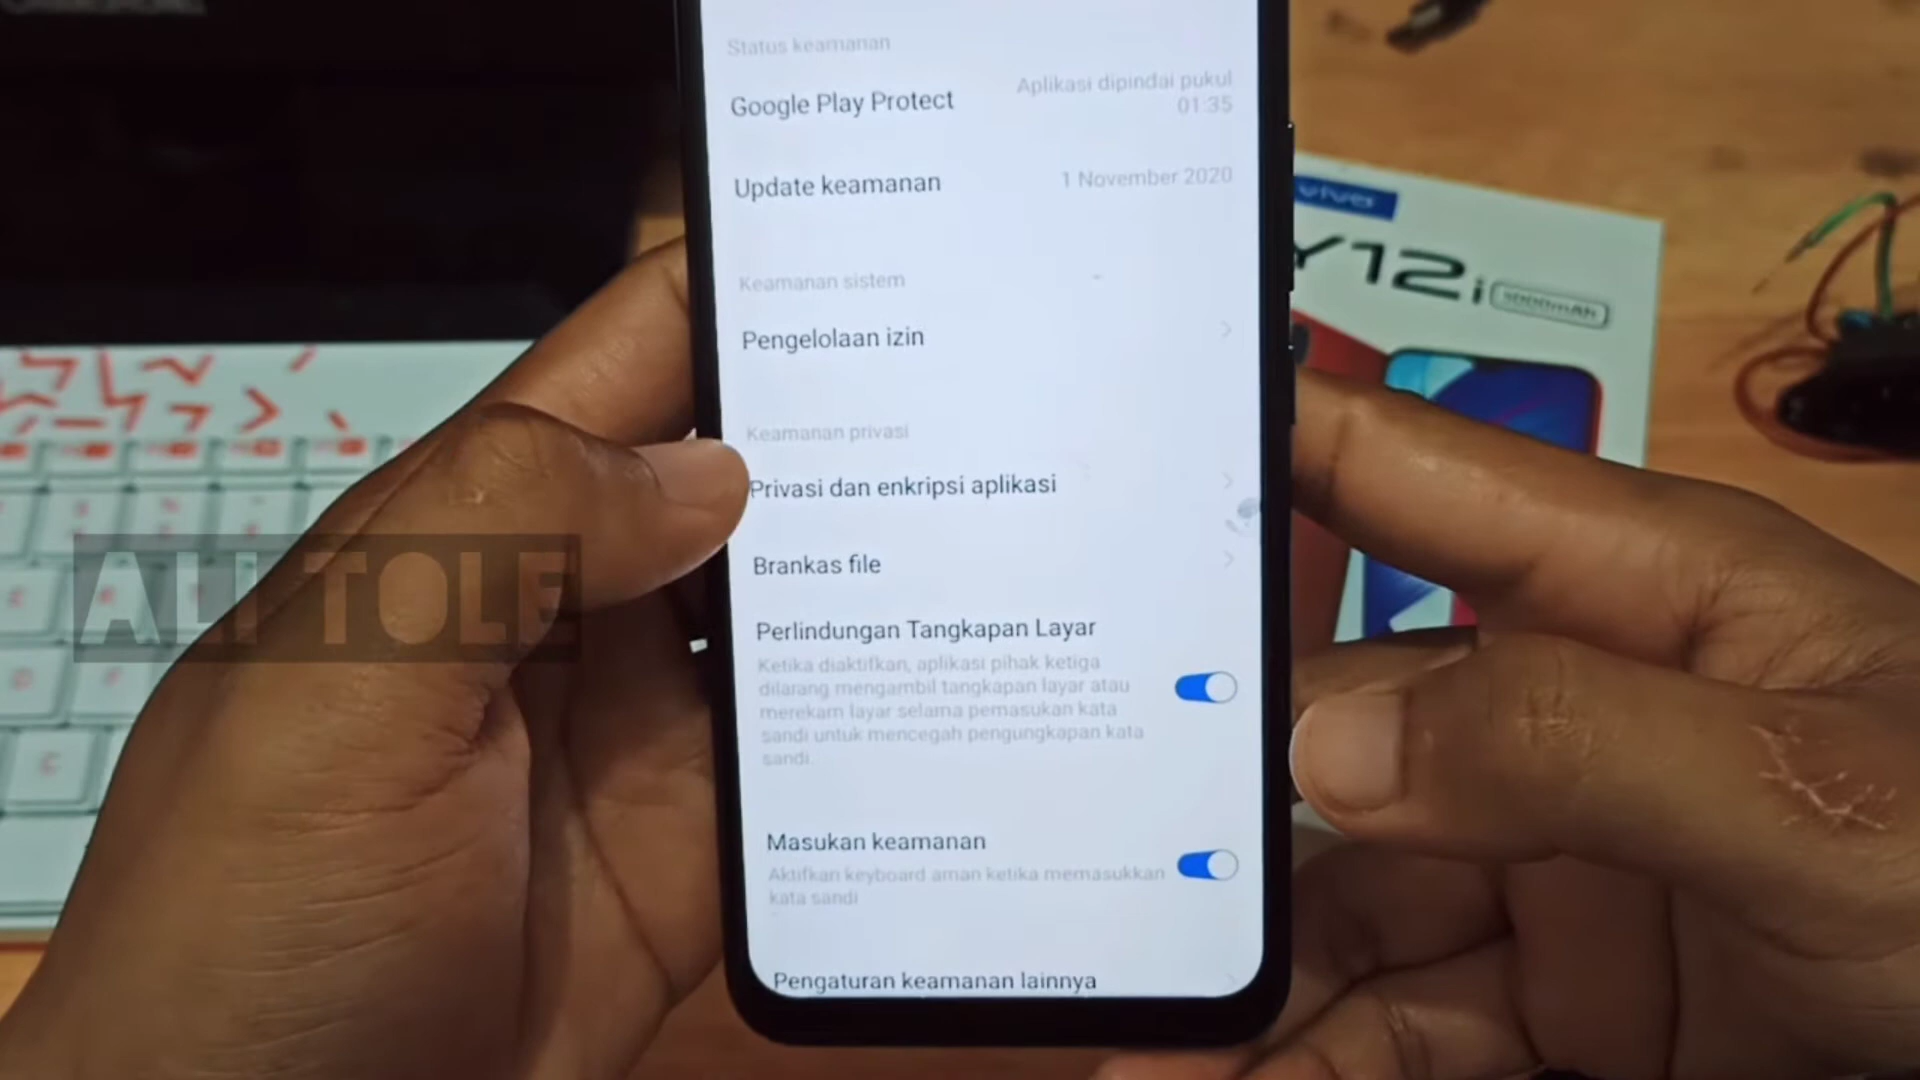 Status keamanan
Google Play Protect
Aplikasi dipindai pukul
01:35
Update keamanan
1 November 2020
Keamanan sistem
Pengelolaan izin
Keamanan privasi
Privasi dan enkripsi aplikasi
Brankas file
Perlindungan Tangkapan Layar
Ketika diaktifkan, aplikasi pihak ketiga
dilarang mengambil tangkapan layar atau
merekam layar selama pemasukan kata
sandi untuk mencegah pengungkapan kata
sandi.
Masukan keamanan
Aktifkan keyboard aman ketika memasukkan
kata sandi
Pengaturan keamanan lainnya
vivo
Y12i
5000mAh
ALI TOLE